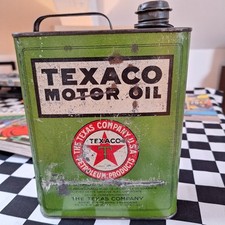 TEXACO
MOTOR OIL
THE TEXAS COMPANY U.S.A.
TEXACO
PETROLEUM PRODUCTS
THE TEXAS COMPANY